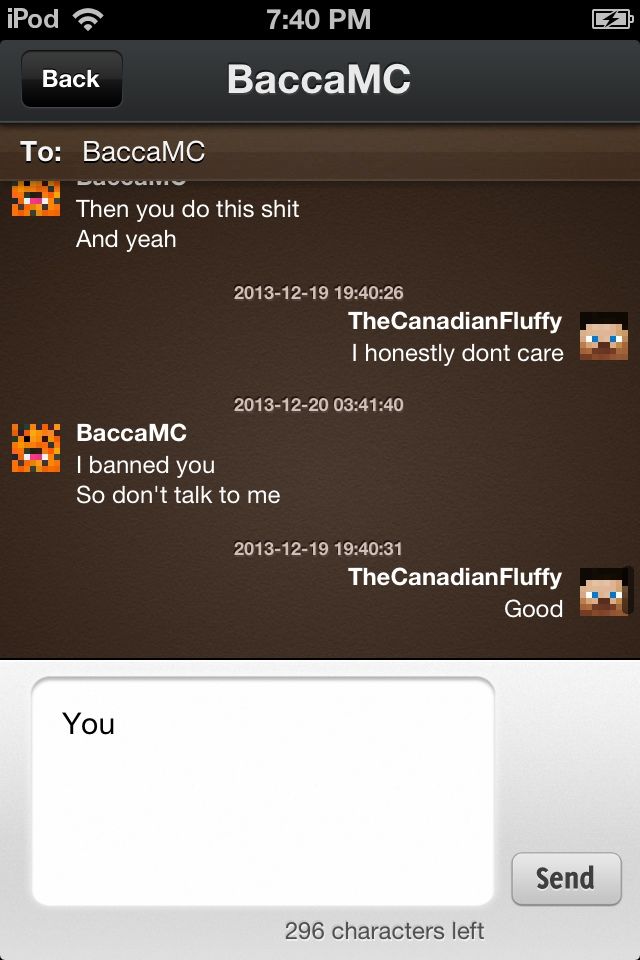 iPod 7:40 PM
Back BaccaMC
To: BaccaMC
BaccaMC
Then you do this shit
And yeah
2013-12-19 19:40:26
TheCanadianFluffy
I honestly dont care
2013-12-20 03:41:40
BaccaMC
I banned you
So don't talk to me
2013-12-19 19:40:31
TheCanadianFluffy
Good
You
Send
296 characters left